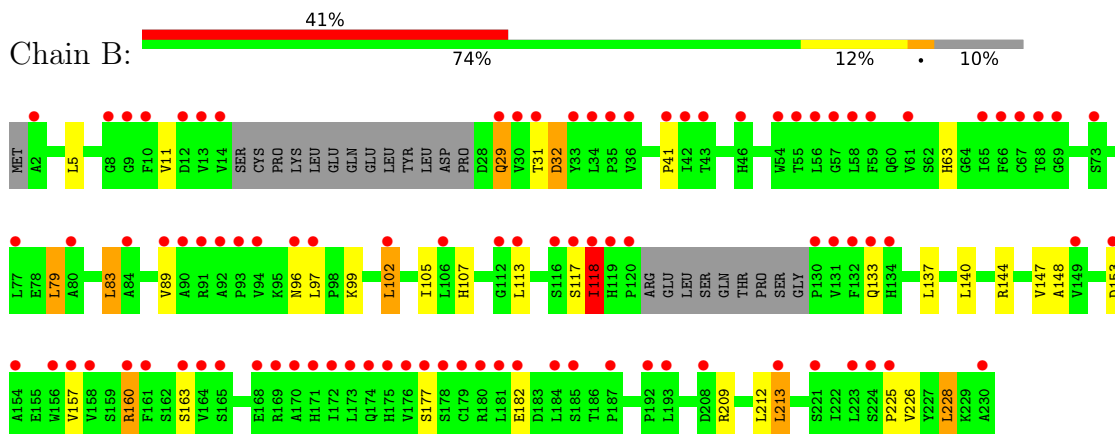 41%
Chain B:
74% 12% • 10%
MET A2 L5 G8 G9 F10 V11 D12 V13 V14 SER CYS PRO LYS LEU GLU GLN GLU LEU TYR LEU ASP PRO D28 Q29 V30 T31 D32 Y33 L34 P35 V36 P41 I42 T43 H46 W54 T55 L56 G57 L58 F59 Q60 V61 S62 H63 G64 I65 F66 C67 T68 G69 S73
L77 E78 L79 A80 L83 A84 V89 A90 R91 A92 P93 V94 K95 N96 L97 P98 K99 L102 I105 L106 H107 G112 L113 S116 S117 I118 H119 P120 ARG GLU LEU SER GLN THR PRO SER GLY P130 V131 F132 Q133 H134 L137 L140 R144 V147 A148 V149 D153
A154 E155 W156 V157 V158 S159 R160 F161 S162 S163 V164 S165 E168 R169 A170 H171 I172 L173 Q174 H175 V176 S177 S178 C179 R180 L181 E182 D183 L184 S185 T186 P187 P192 L193 D208 R209 L212 L213 S221 I222 L223 S224 P225 V226 Y227 L228 K229 A230